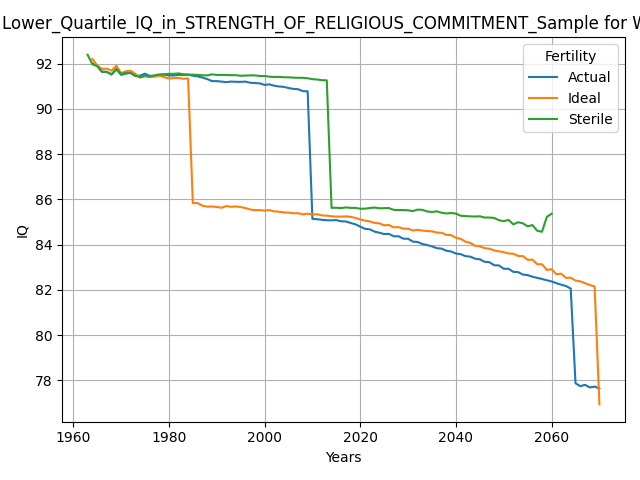 Lower_Quartile_IQ_in_STRENGTH_OF_RELIGIOUS_COMMITMENT_Sample for
Fertility
Actual
Ideal
Sterile
IQ
92
90
88
86
84
82
80
78
1960
1980
2000
2020
2040
2060
Years